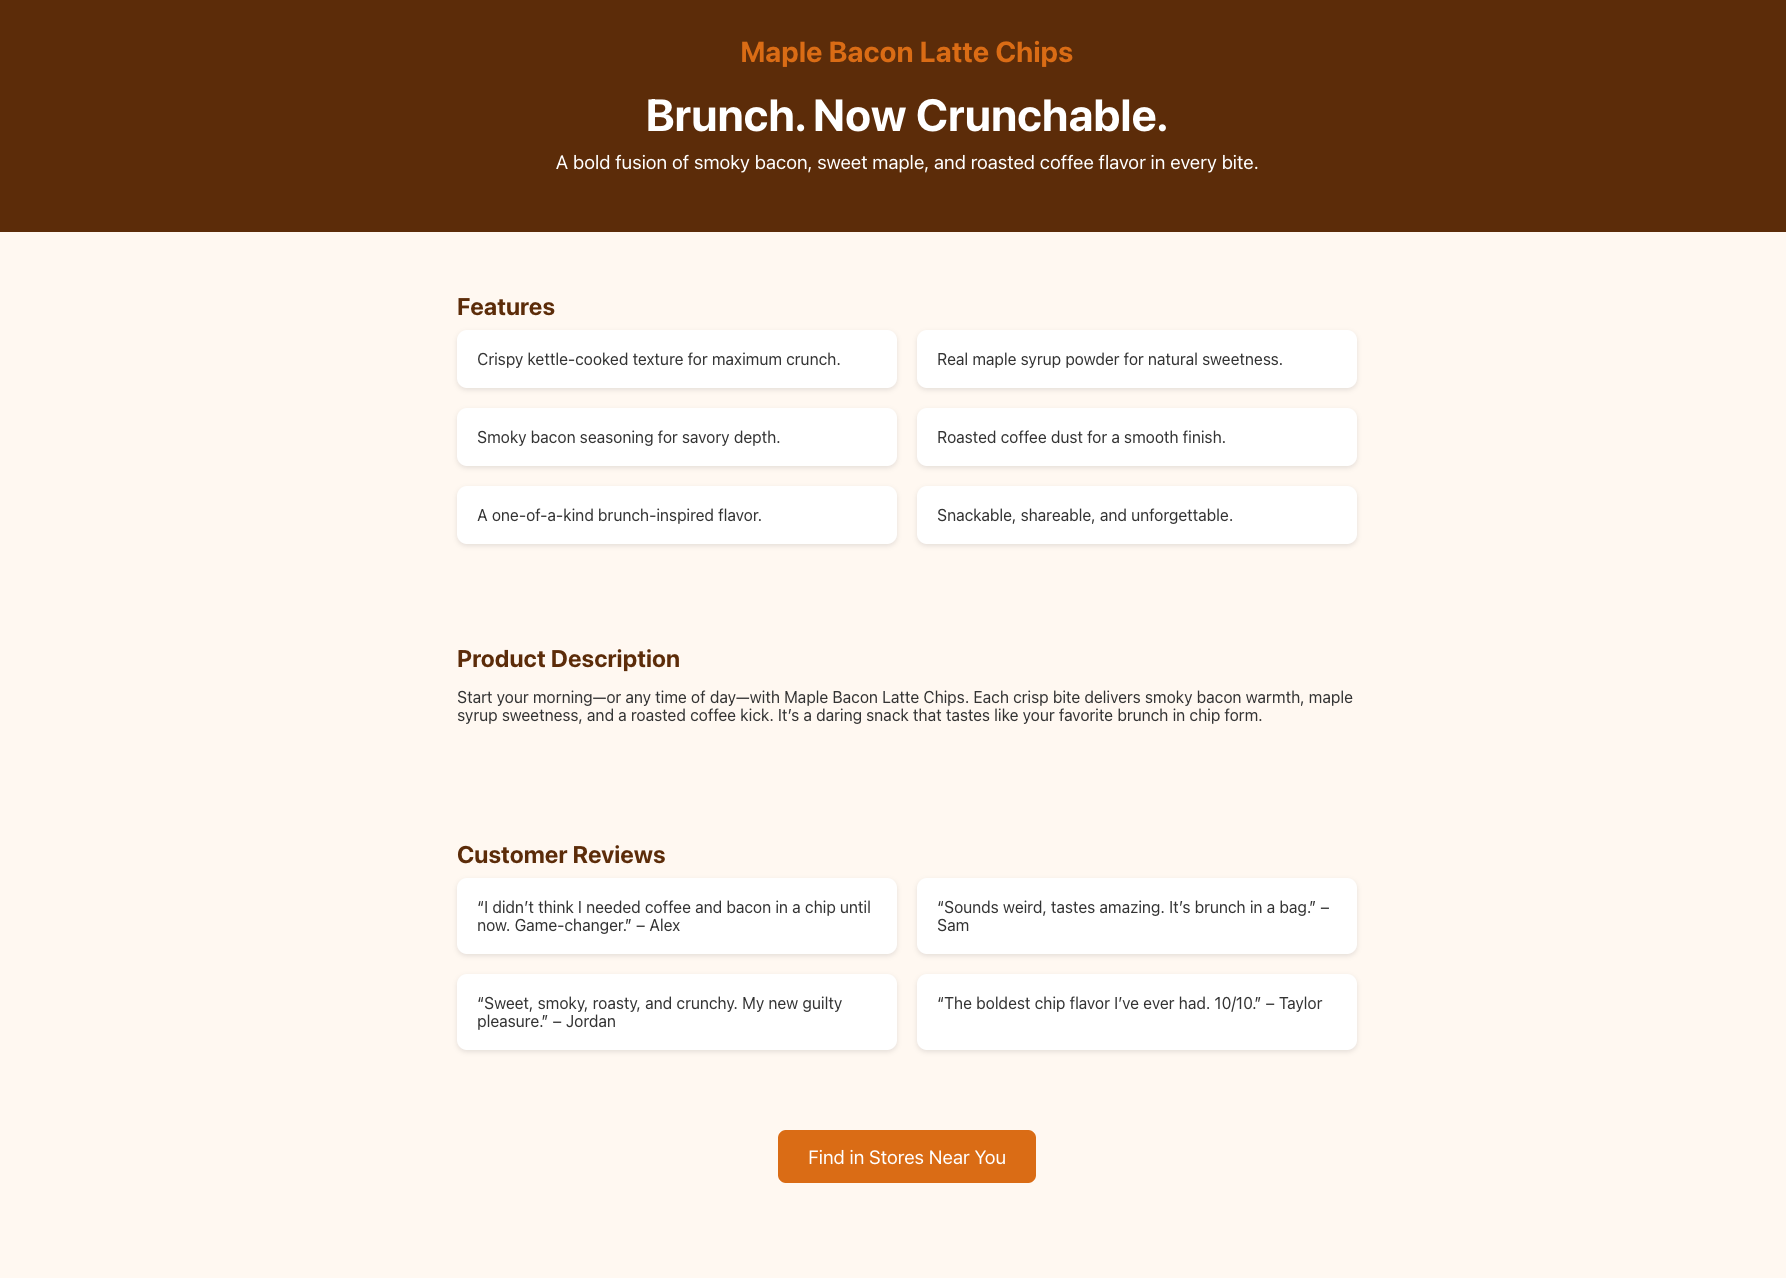 Maple Bacon Latte Chips
Brunch. Now Crunchable.
A bold fusion of smoky bacon, sweet maple, and roasted coffee flavor in every bite.
Features
Crispy kettle-cooked texture for maximum crunch.
Real maple syrup powder for natural sweetness.
Smoky bacon seasoning for savory depth.
Roasted coffee dust for a smooth finish.
A one-of-a-kind brunch-inspired flavor.
Snackable, shareable, and unforgettable.
Product Description
Start your morning—or any time of day—with Maple Bacon Latte Chips. Each crisp bite delivers smoky bacon warmth, maple
syrup sweetness, and a roasted coffee kick. It’s a daring snack that tastes like your favorite brunch in chip form.
Customer Reviews
“I didn’t think I needed coffee and bacon in a chip until
now. Game-changer.” – Alex
“Sounds weird, tastes amazing. It’s brunch in a bag.” –
Sam
“Sweet, smoky, roasty, and crunchy. My new guilty
pleasure.” – Jordan
“The boldest chip flavor I’ve ever had. 10/10.” – Taylor
Find in Stores Near You